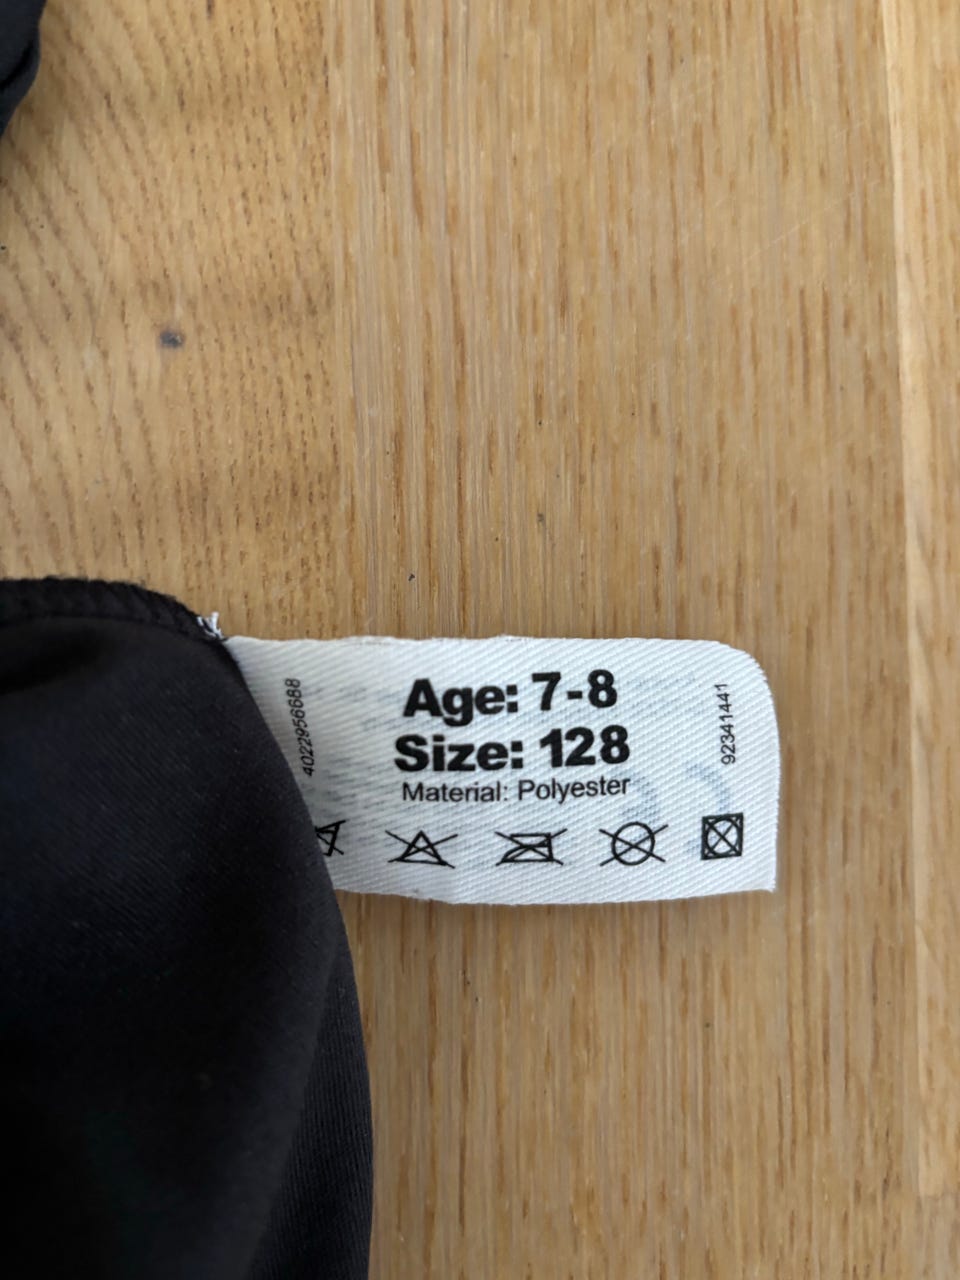 4022956688
Age: 7-8
Size: 128
Material: Polyester
92341441